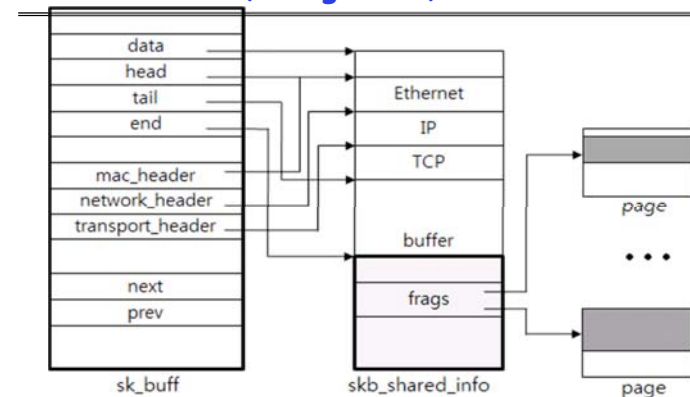 data
head
tail
end
mac_header
network_header
transport_header
next
prev
sk_buff
Ethernet
IP
TCP
buffer
frags
skb_shared_info
page
page